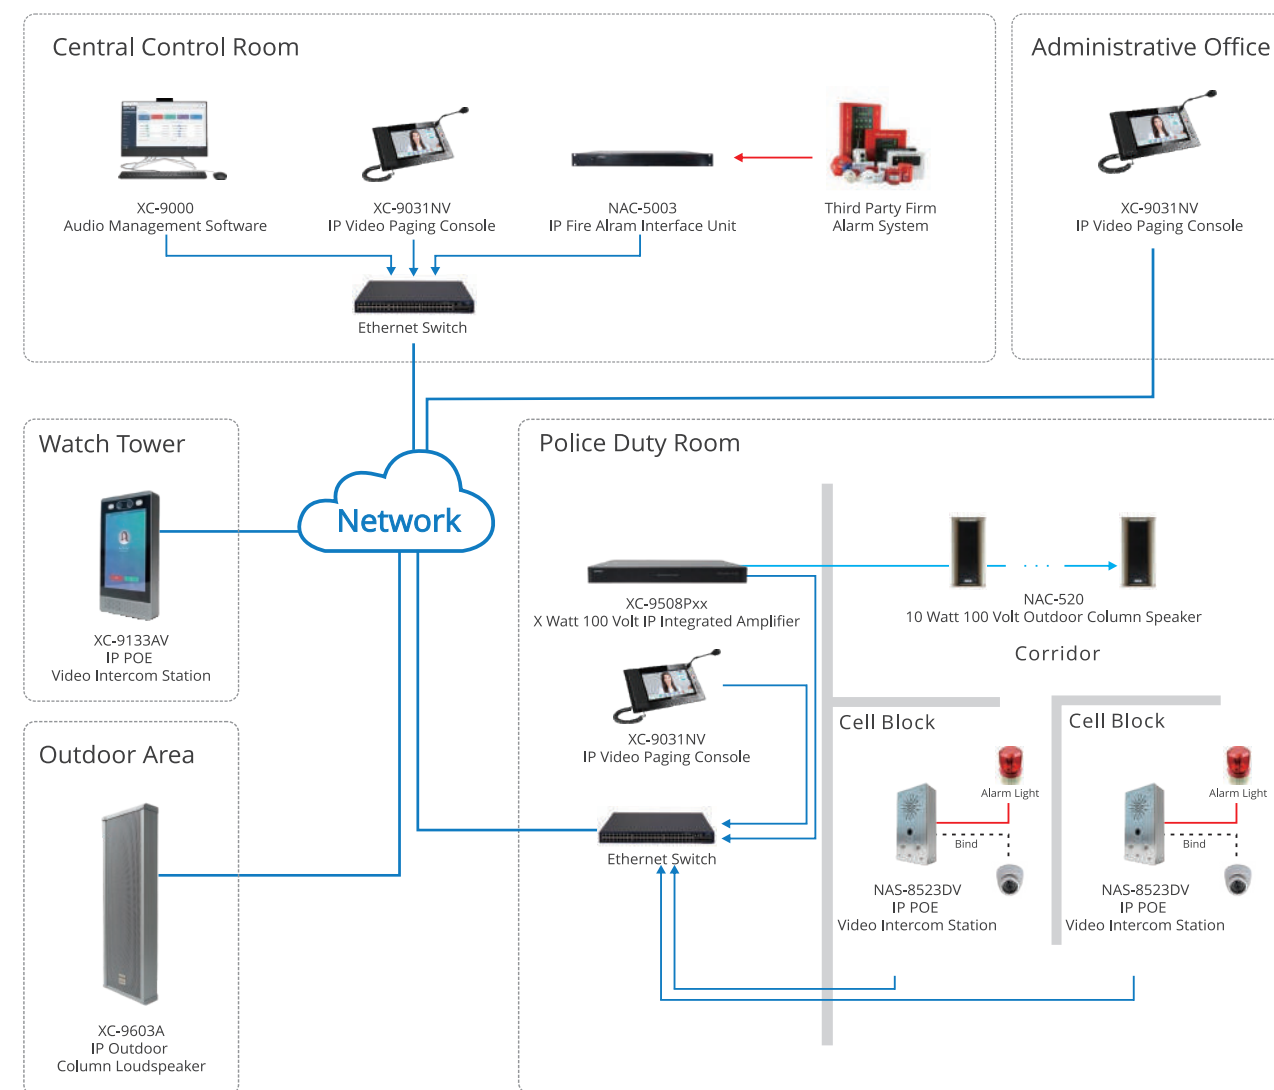 Central Control Room
Administrative Office
XC-9000
Audio Management Software
XC-9031NV
IP Video Paging Console
NAC-5003
IP Fire Alram Interface Unit
Third Party Firm
Alarm System
XC-9031NV
IP Video Paging Console
Ethernet Switch
Watch Tower
Network
XC-9133AV
IP POE
Video Intercom Station
Outdoor Area
XC-9603A
IP Outdoor
Column Loudspeaker
Police Duty Room
XC-9508Pxx
X Watt 100 Volt IP Integrated Amplifier
XC-9031NV
IP Video Paging Console
Ethernet Switch
NAC-520
10 Watt 100 Volt Outdoor Column Speaker
Corridor
Cell Block
Alarm Light
Bind
NAS-8523DV
IP POE
Video Intercom Station
Cell Block
Alarm Light
Bind
NAS-8523DV
IP POE
Video Intercom Station